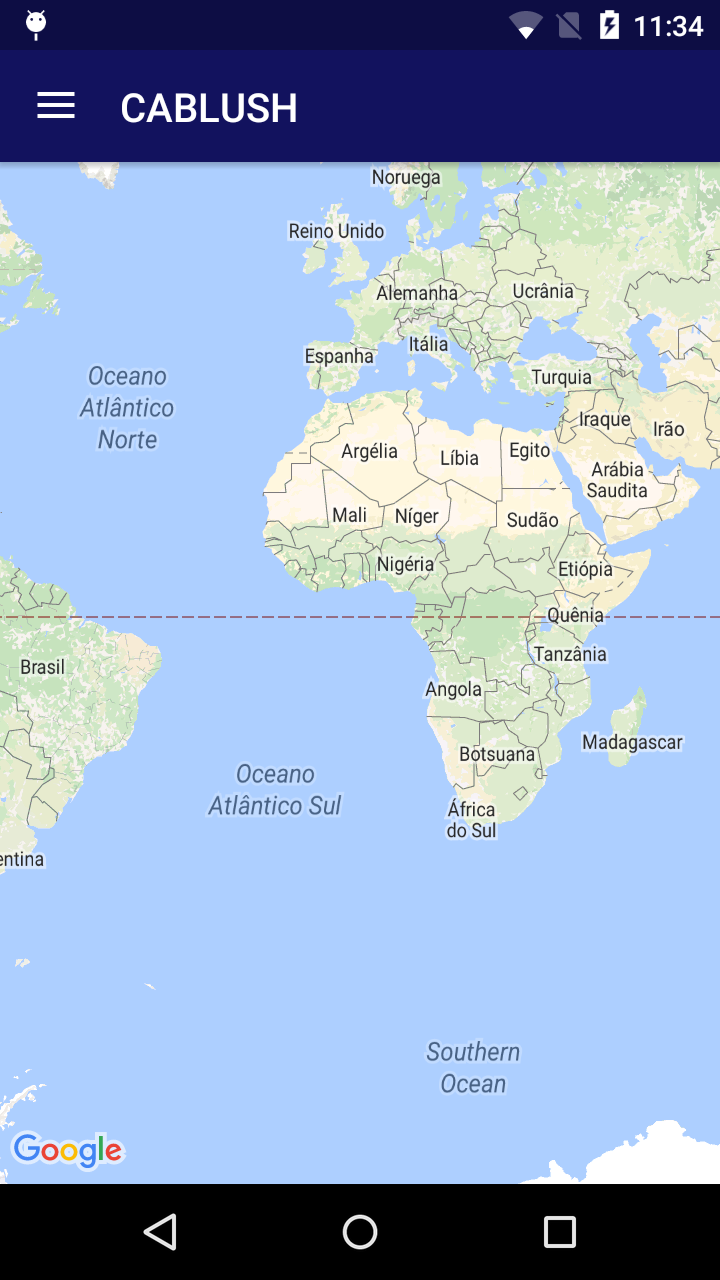 11:34
CABLUSH
Noruega
Reino Unido
Alemanha
Ucrânia
Itália
Espanha
Turquia
Oceano
Atlântico
Norte
Iraque
Irão
Argélia
Líbia
Egito
Arábia
Saudita
Mali
Níger
Sudão
Nigéria
Etiópia
Quênia
Tanzânia
Brasil
Angola
Madagascar
Botsuana
Oceano
Atlântico Sul
África
do Sul
entina
Southern
Ocean
Google